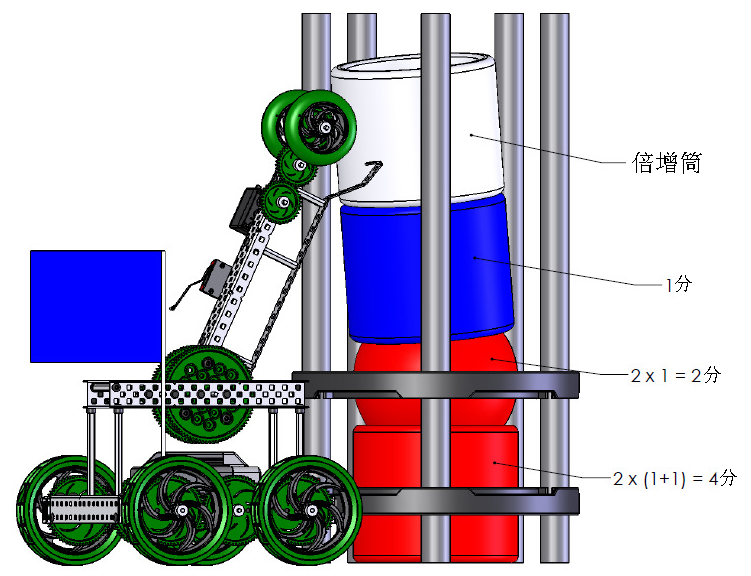 倍增筒
1分
2 x 1 = 2分
2 x (1+1) = 4分